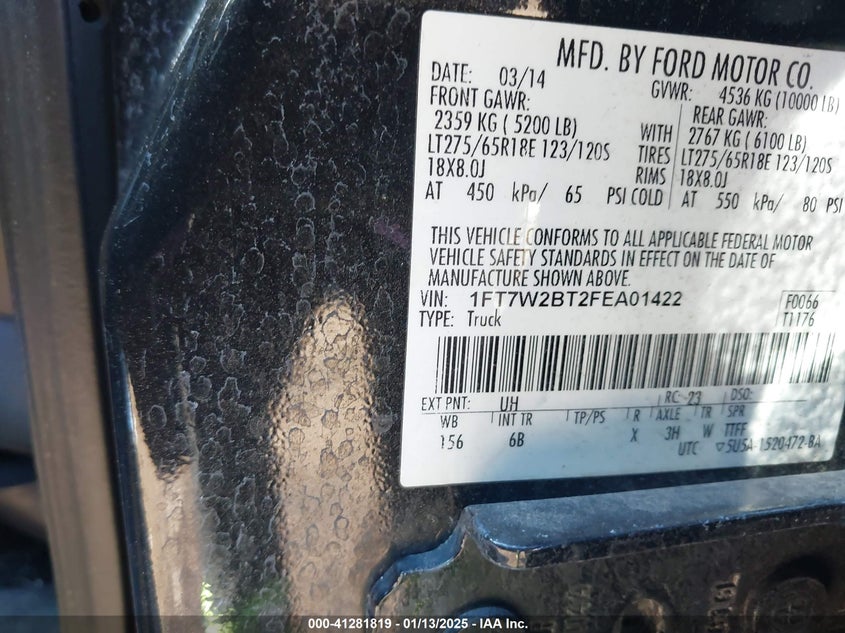 MFD. BY FORD MOTOR CO.
DATE: 03/14 GVWR: 4536 KG (10000 LB)
FRONT GAWR: REAR GAWR:
2359 KG ( 5200 LB) WITH 2767 KG ( 6100 LB)
LT275/65R18E 123/120S TIRES LT275/65R18E 123/120S
18X8.0J RIMS 18X8.0J
AT 450 kPa/ 65 PSI COLD AT 550 kPa/ 80 PSI
THIS VEHICLE CONFORMS TO ALL APPLICABLE FEDERAL MOTOR
VEHICLE SAFETY STANDARDS IN EFFECT ON THE DATE OF
MANUFACTURE SHOWN ABOVE.
VIN: 1FT7W2BT2FEA01422 F0066
TYPE: Truck T1176
EXT PNT: UH RC: 23 DSO:
WB INT TR TP/PS R AXLE TR SPR
156 6B X 3H W TTFF
UTC 5U5A-1520472-BA
000-41281819 - 01/13/2025 - IAA Inc.